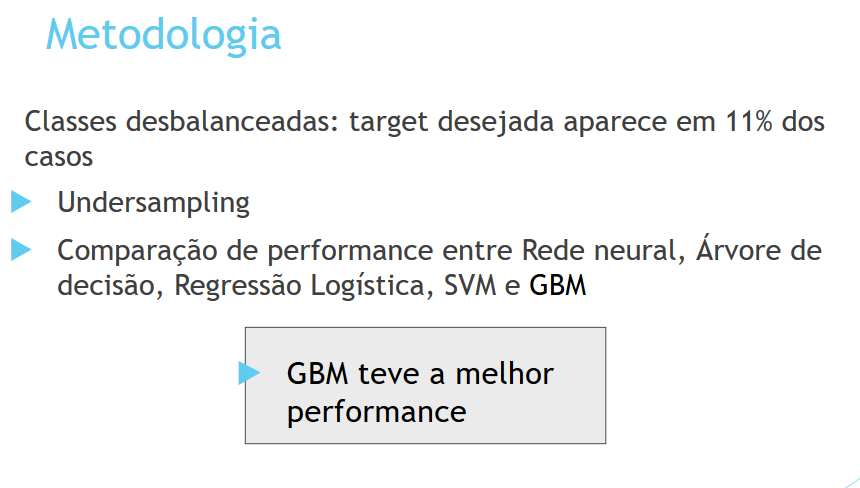 Metodologia
Classes desbalanceadas: target desejada aparece em 11% dos
casos
Undersampling
Comparação de performance entre Rede neural, Árvore de
decisão, Regressão Logística, SVM e GBM
GBM teve a melhor
performance